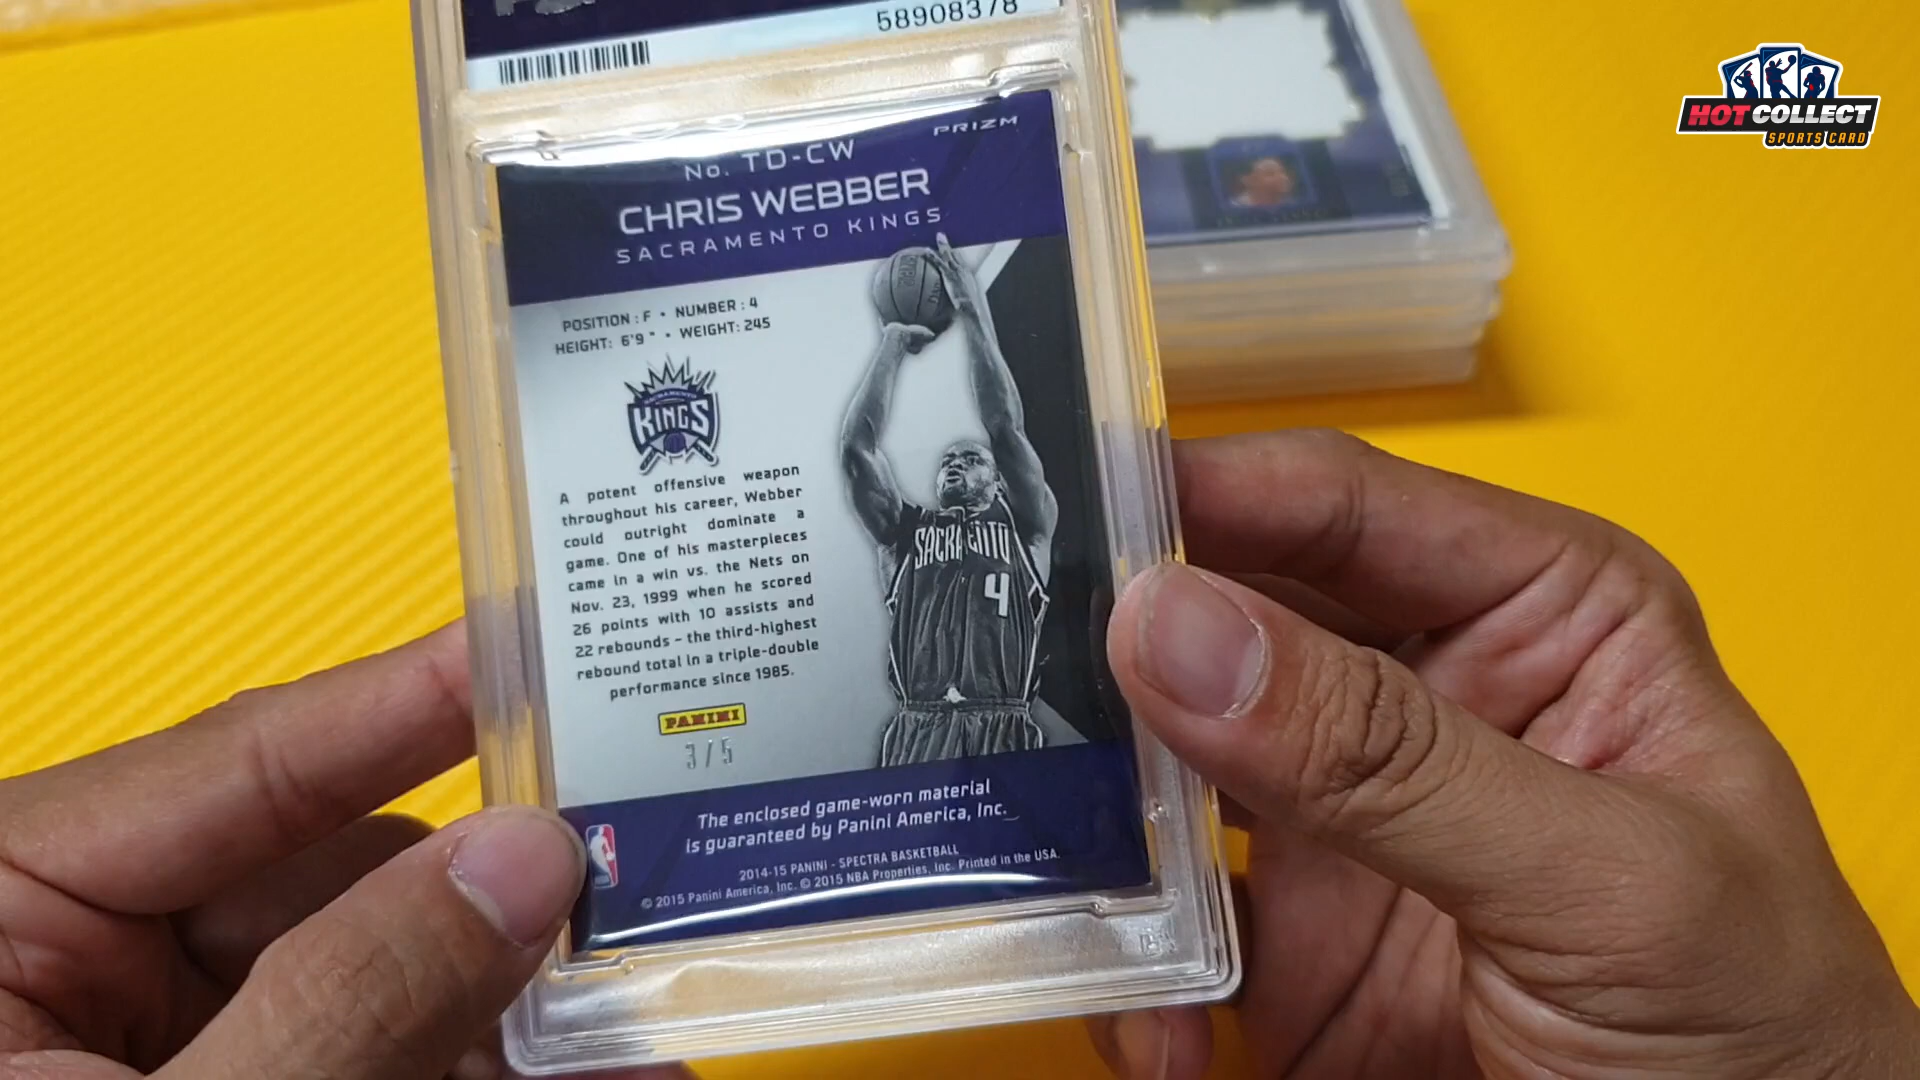 58908378
HOT COLLECT
SPORTS CARD
PRIZM
No. TD-CW
CHRIS WEBBER
SACRAMENTO KINGS
POSITION : F • NUMBER : 4
HEIGHT: 6'9" • WEIGHT: 245
SACRAMENTO
KINGS
A potent offensive weapon
throughout his career, Webber
could outright dominate a
game. One of his masterpieces
came in a win vs. the Nets on
Nov. 23, 1999 when he scored
26 points with 10 assists and
22 rebounds – the third-highest
rebound total in a triple-double
performance since 1985.
SACRAMENTO
4
PANINI
3/5
The enclosed game-worn material
is guaranteed by Panini America, Inc.
2014-15 PANINI - SPECTRA BASKETBALL
© 2015 Panini America, Inc. © 2015 NBA Properties, Inc. Printed in the USA.